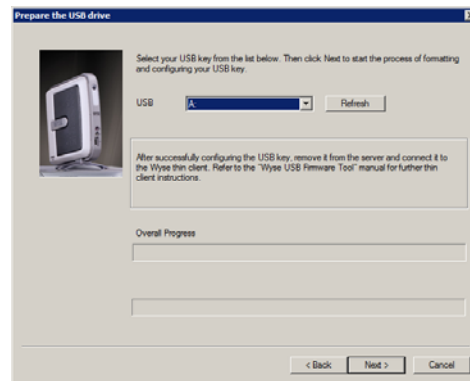 Prepare the USB drive
Select your USB key from the list below. Then click Next to start the process of formatting
and configuring your USB key.
USB
A:
Refresh
After successfully configuring the USB key, remove it from the server and connect it to
the Wyse thin client. Refer to the "Wyse USB Firmware Tool" manual for further thin
client instructions.
Overall Progress
< Back
Next >
Cancel